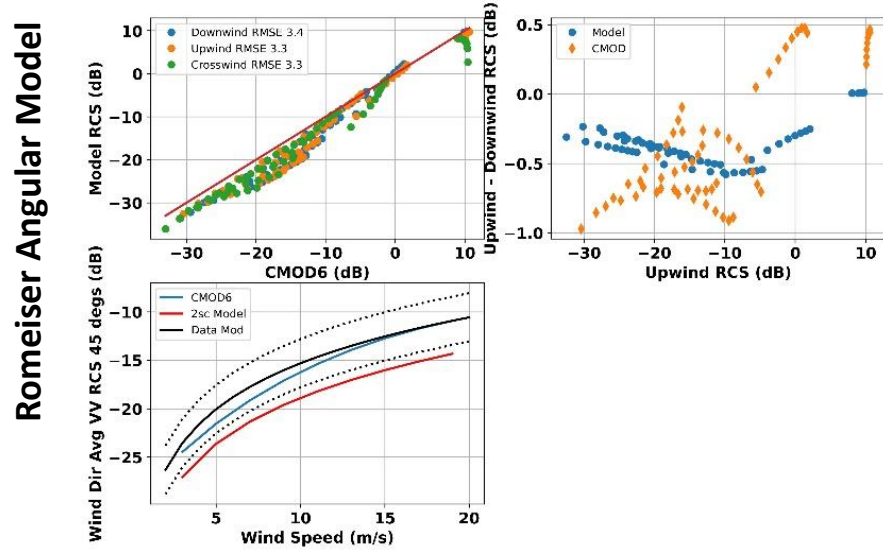 Romeiser Angular Model
Model RCS (dB)
10
0
−10
−20
−30
Downwind RMSE 3.4
Upwind RMSE 3.3
Crosswind RMSE 3.3
−30
−20
−10
0
10
CMOD6 (dB)
Upwind - Downwind RCS (dB)
0.5
0.0
−0.5
−1.0
Model
CMOD
−30
−20
−10
0
10
Upwind RCS (dB)
Wind Dir Avg VV RCS 45 degs (dB)
−10
−15
−20
−25
CMOD6
2sc Model
Data Mod
5
10
15
20
Wind Speed (m/s)